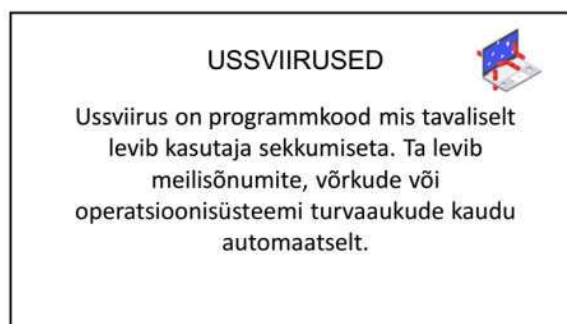 USSVIIRUSED
Ussviirus on programmkood mis tavaliselt
levib kasutaja sekkumiseta. Ta levib
meilisõnumite, võrkude või
operatsioonisüsteemi turvaaukude kaudu
automaatselt.